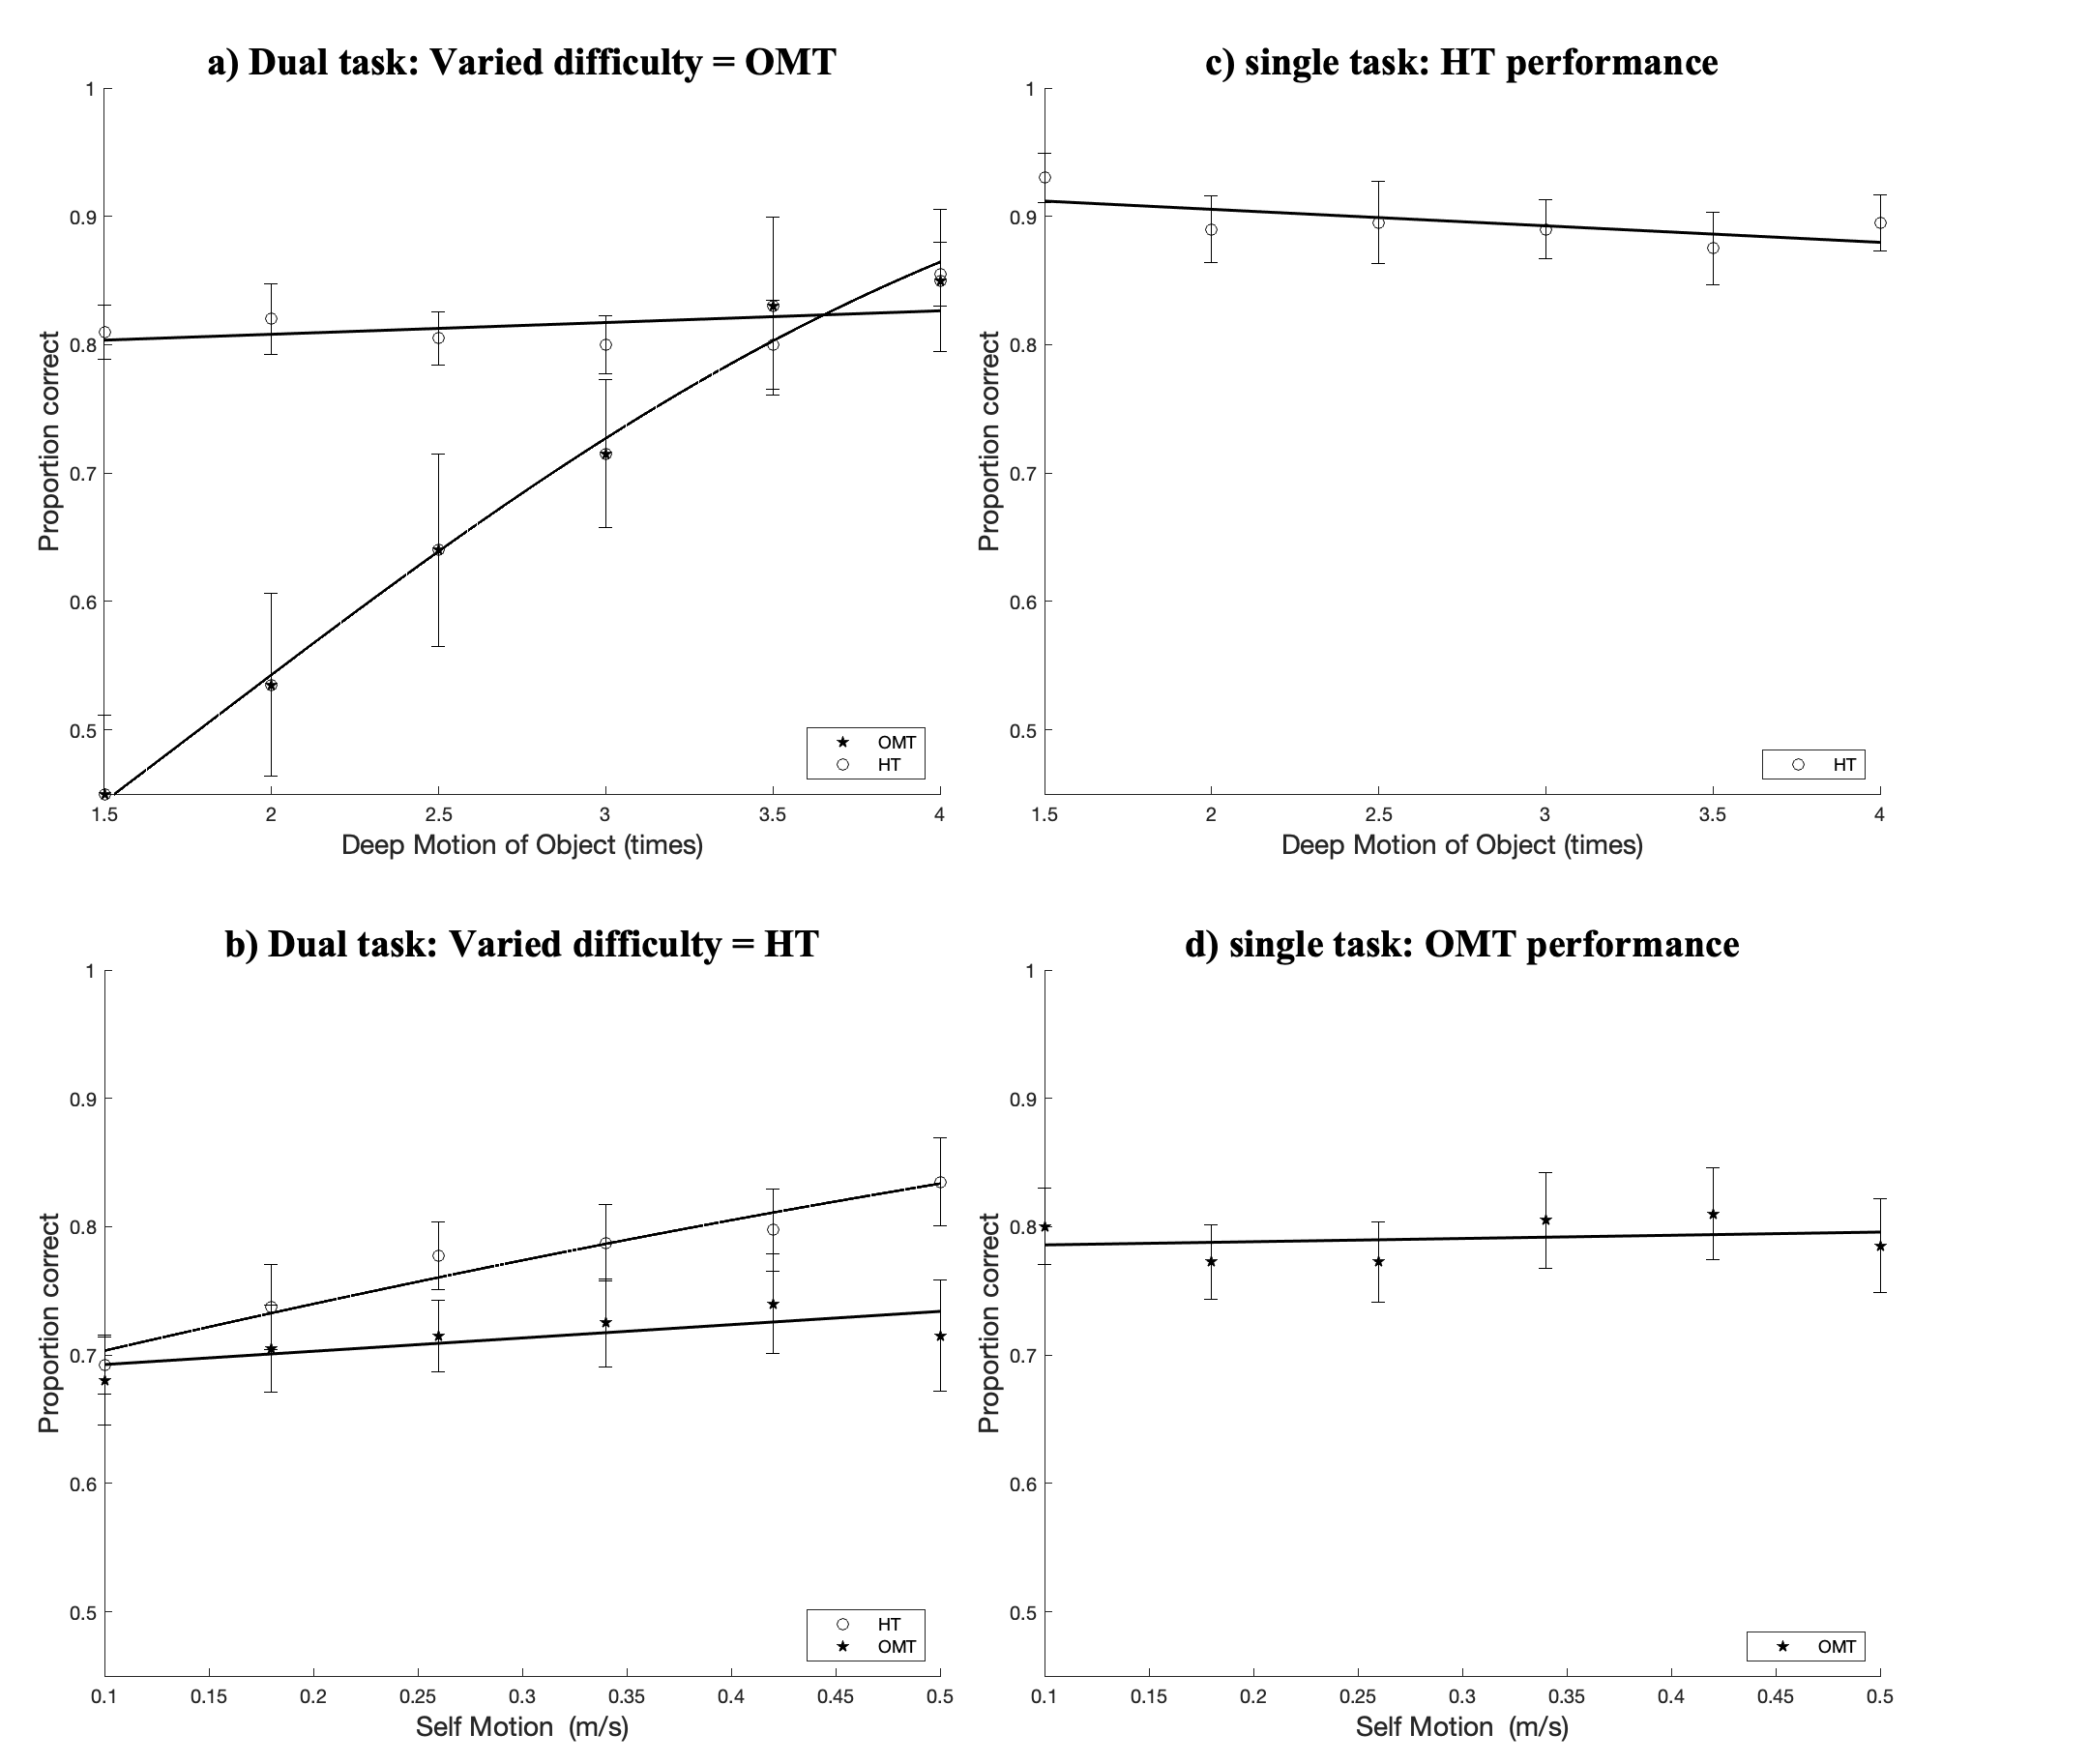 a) Dual task: Varied difficulty = OMT
1
0.9
0.8
0.7
0.6
0.5
Proportion correct
OMT
HT
1.5 2 2.5 3 3.5 4
Deep Motion of Object (times)
c) single task: HT performance
1
0.9
0.8
0.7
0.6
0.5
Proportion correct
HT
1.5 2 2.5 3 3.5 4
Deep Motion of Object (times)
b) Dual task: Varied difficulty = HT
1
0.9
0.8
0.7
0.6
0.5
Proportion correct
HT
OMT
0.1 0.15 0.2 0.25 0.3 0.35 0.4 0.45 0.5
Self Motion (m/s)
d) single task: OMT performance
1
0.9
0.8
0.7
0.6
0.5
Proportion correct
OMT
0.1 0.15 0.2 0.25 0.3 0.35 0.4 0.45 0.5
Self Motion (m/s)